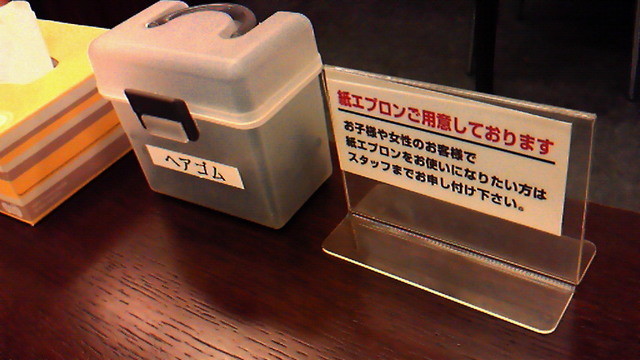 ヘアゴム
紙エプロンご用意しております
お子様や女性のお客様で
紙エプロンをお使いになりたい方は
スタッフまでお申し付け下さい。